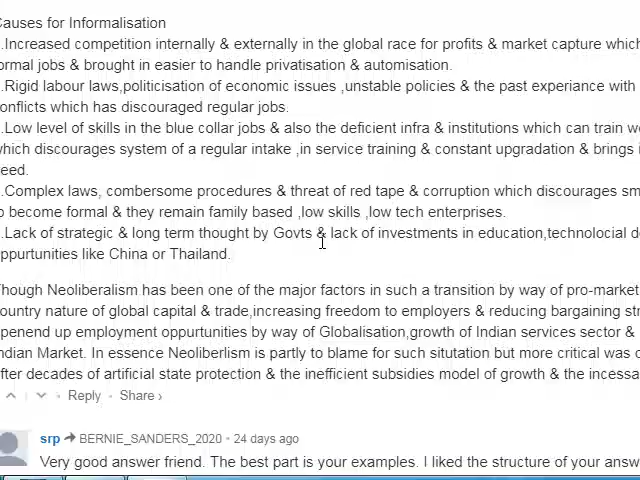 Causes for Informalisation
.Increased competition internally & externally in the global race for profits & market capture which
ormal jobs & brought in easier to handle privatisation & automisation.
.Rigid labour laws,politicisation of economic issues ,unstable policies & the past experiance with
onflicts which has discouraged regular jobs.
.Low level of skills in the blue collar jobs & also the deficient infra & institutions which can train w
which discourages system of a regular intake ,in service training & constant upgradation & brings i
eed.
.Complex laws, combersome procedures & threat of red tape & corruption which discourages sm
o become formal & they remain family based ,low skills ,low tech enterprises.
.Lack of strategic & long term thought by Govts & lack of investments in education,technolocial d
ppurtunities like China or Thailand.
hough Neoliberalism has been one of the major factors in such a transition by way of pro-market
ountry nature of global capital & trade,increasing freedom to employers & reducing bargaining str
penend up employment oppurtunities by way of Globalisation,growth of Indian services sector &
ndian Market. In essence Neoliberlism is partly to blame for such situtation but more critical was
fter decades of artificial state protection & the inefficient subsidies model of growth & the incessa
Reply · Share ›
srp BERNIE_SANDERS_2020 • 24 days ago
Very good answer friend. The best part is your examples. I liked the structure of your answ